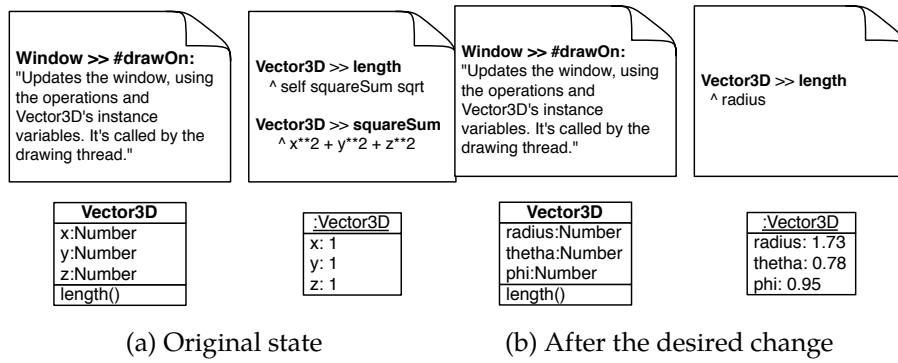 Window >> #drawOn:
"Updates the window, using
the operations and
Vector3D's instance
variables. It's called by the
drawing thread."
Vector3D >> length
^ self squareSum sqrt
Vector3D >> squareSum
^ x**2 + y**2 + z**2
Vector3D
x:Number
y:Number
z:Number
length()
:Vector3D
x: 1
y: 1
z: 1
(a) Original state
Window >> #drawOn:
"Updates the window, using
the operations and
Vector3D's instance
variables. It's called by the
drawing thread."
Vector3D >> length
^ radius
Vector3D
radius:Number
thetha:Number
phi:Number
length()
:Vector3D
radius: 1.73
thetha: 0.78
phi: 0.95
(b) After the desired change